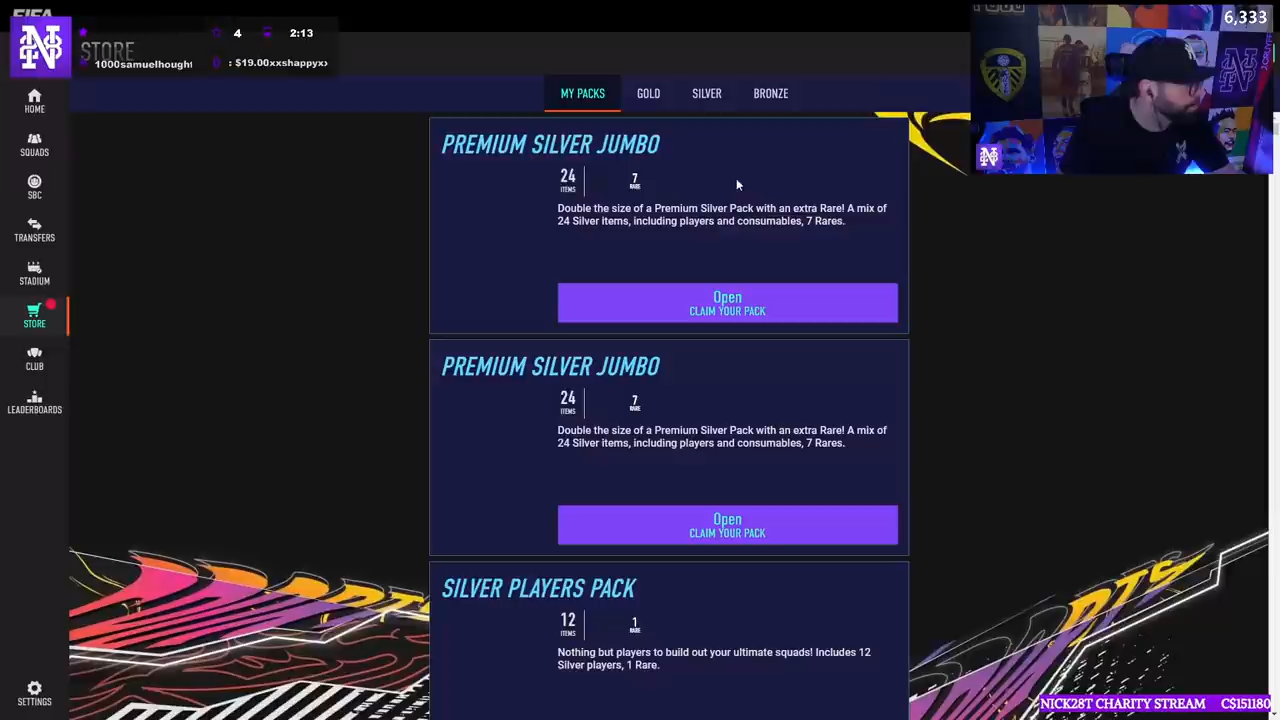 FIFA
STORE
4
2:13
1000samuelhought
: $19.00xxshappyx›
6,333
HOME
SQUADS
SBC
TRANSFERS
STADIUM
STORE
CLUB
LEADERBOARDS
SETTINGS
MY PACKS
GOLD
SILVER
BRONZE
PREMIUM SILVER JUMBO
24
ITEMS
7
RARE
Double the size of a Premium Silver Pack with an extra Rare! A mix of
24 Silver items, including players and consumables, 7 Rares.
Open
CLAIM YOUR PACK
PREMIUM SILVER JUMBO
24
ITEMS
7
RARE
Double the size of a Premium Silver Pack with an extra Rare! A mix of
24 Silver items, including players and consumables, 7 Rares.
Open
CLAIM YOUR PACK
SILVER PLAYERS PACK
12
ITEMS
1
RARE
Nothing but players to build out your ultimate squads! Includes 12
Silver players, 1 Rare.
NICK28T CHARITY STREAM C$151180